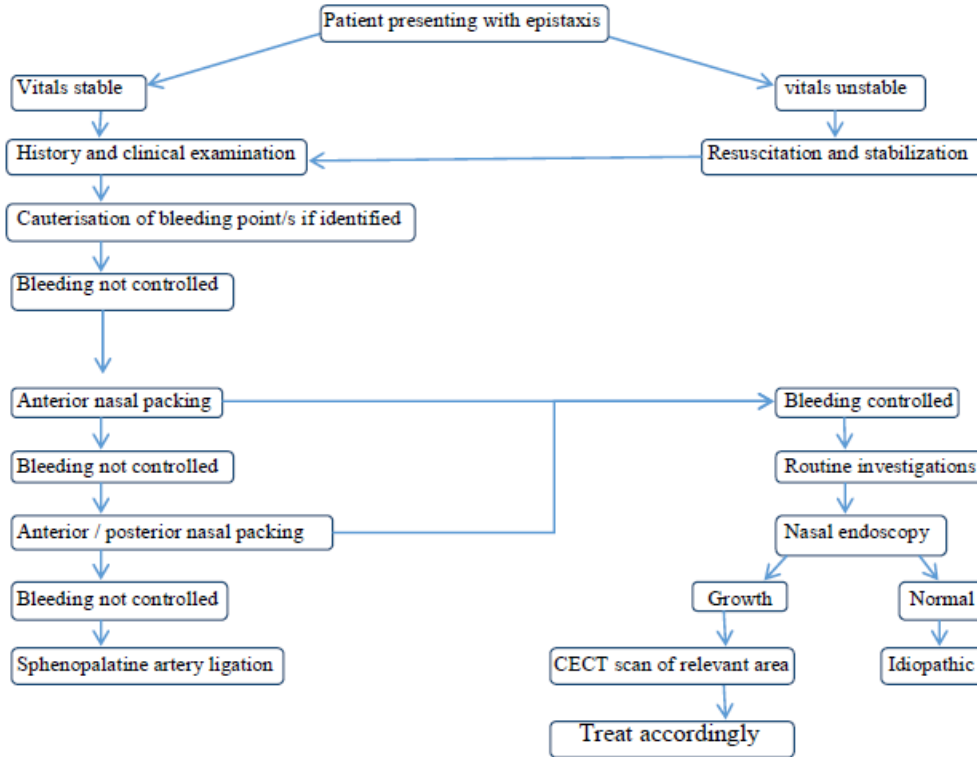 Patient presenting with epistaxis
Vitals stable
vitals unstable
History and clinical examination
Resuscitation and stabilization
Cauterisation of bleeding point/s if identified
Bleeding not controlled
Anterior nasal packing
Bleeding controlled
Bleeding not controlled
Routine investigations
Anterior / posterior nasal packing
Nasal endoscopy
Bleeding not controlled
Growth
Normal
Sphenopalatine artery ligation
CECT scan of relevant area
Idiopathic
Treat accordingly